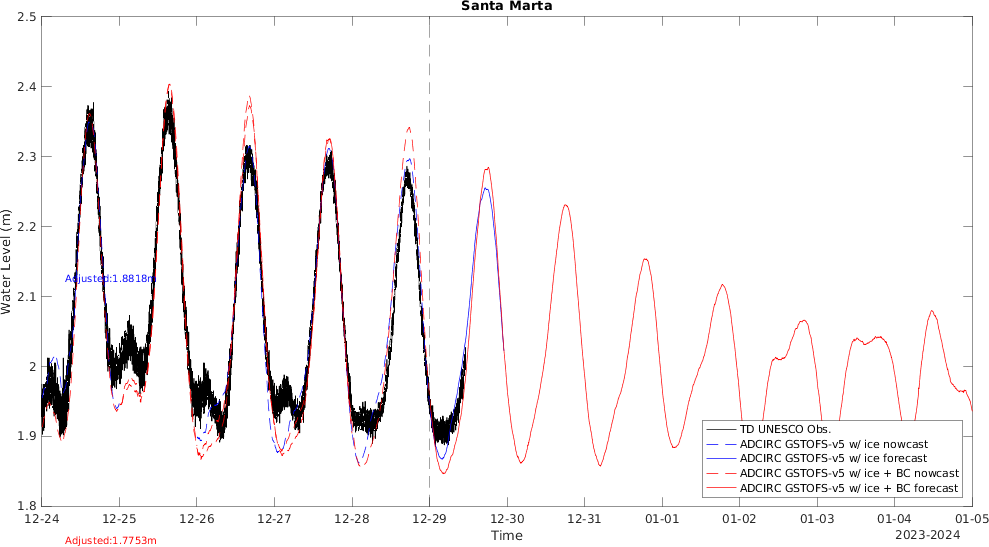 Santa Marta
2.5
2.4
2.3
2.2
2.1
2
1.9
1.8
Water Level (m)
Adjusted:1.8818m
TD UNESCO Obs.
ADCIRC GSTOFS-v5 w/ ice nowcast
ADCIRC GSTOFS-v5 w/ ice forecast
ADCIRC GSTOFS-v5 w/ ice + BC nowcast
ADCIRC GSTOFS-v5 w/ ice + BC forecast
12-24 12-25 12-26 12-27 12-28 12-29 12-30 12-31 01-01 01-02 01-03 01-04 01-05
Time
2023-2024
Adjusted:1.7753m